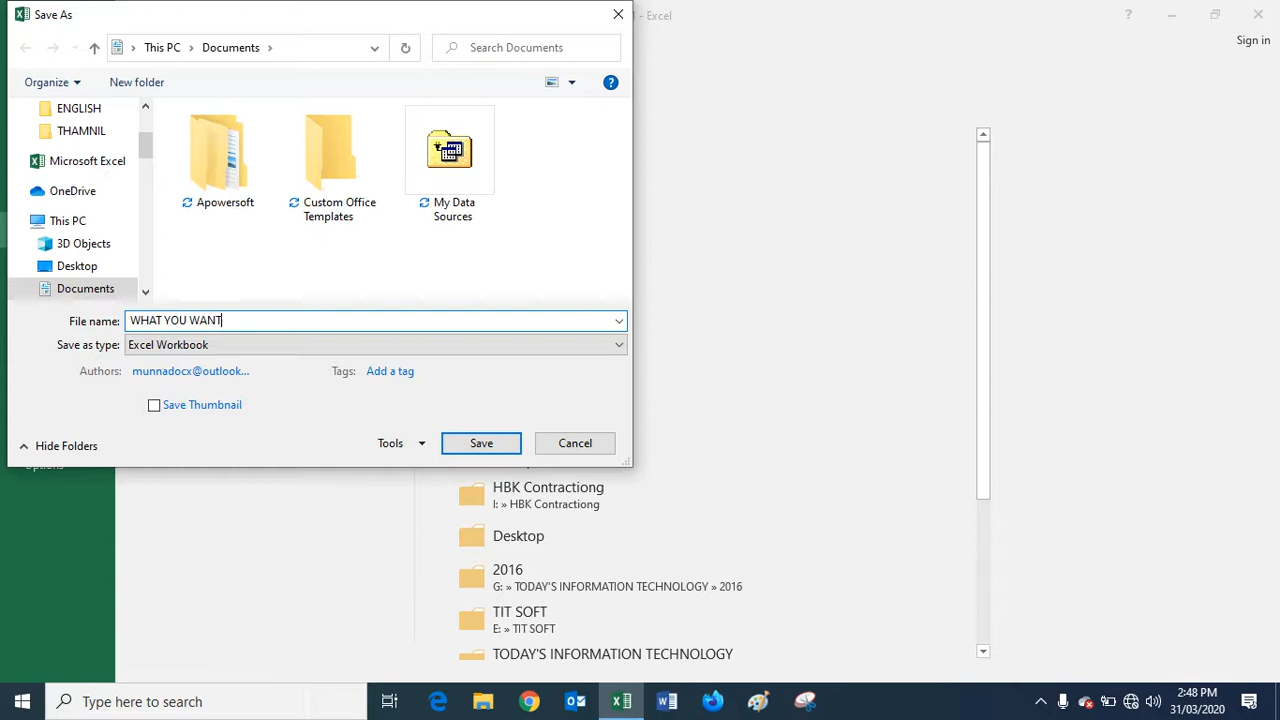 Save As
- Excel
Sign in
This PC
Documents
Search Documents
Organize
New folder
ENGLISH
THAMNIL
Microsoft Excel
OneDrive
This PC
3D Objects
Desktop
Documents
Apowersoft
Custom Office
Templates
My Data
Sources
File name: WHAT YOU WANT
Save as type: Excel Workbook
Authors: munnadocx@outlook...
Tags: Add a tag
Save Thumbnail
Hide Folders
Tools
Save
Cancel
HBK Contractiong
I: » HBK Contractiong
Desktop
2016
G: » TODAY'S INFORMATION TECHNOLOGY » 2016
TIT SOFT
E: » TIT SOFT
TODAY'S INFORMATION TECHNOLOGY
Type here to search
2:48 PM
31/03/2020